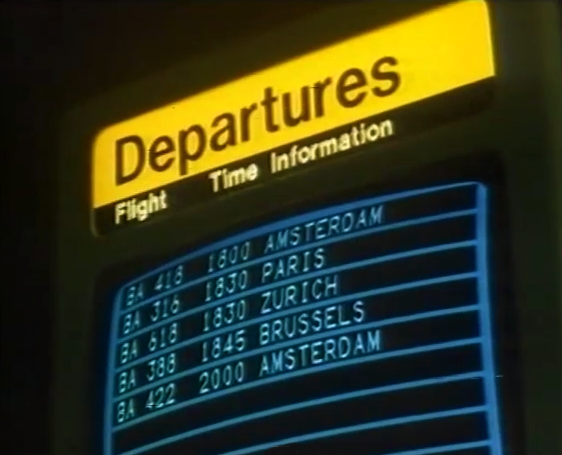 Departures
Flight Time Information
BA 418 1800 AMSTERDAM
BA 316 1830 PARIS
BA 618 1830 ZURICH
BA 388 1845 BRUSSELS
BA 422 2000 AMSTERDAM